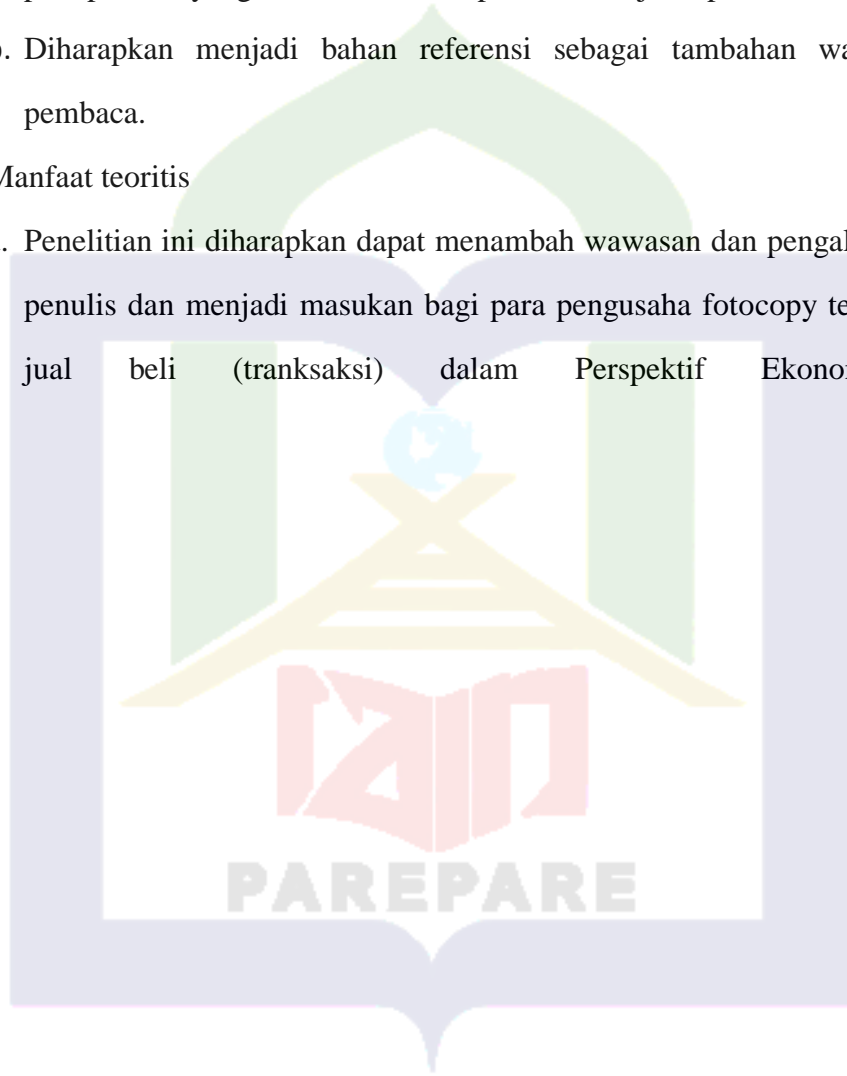 . Diharapkan menjadi bahan referensi sebagai tambahan
pembaca.
Manfaat teoritis
. Penelitian ini diharapkan dapat menambah wawasan dan
penulis dan menjadi masukan bagi para pengusaha fotocopy
jual beli (tranksaksi) dalam Perspektif
iain
PAREPARE